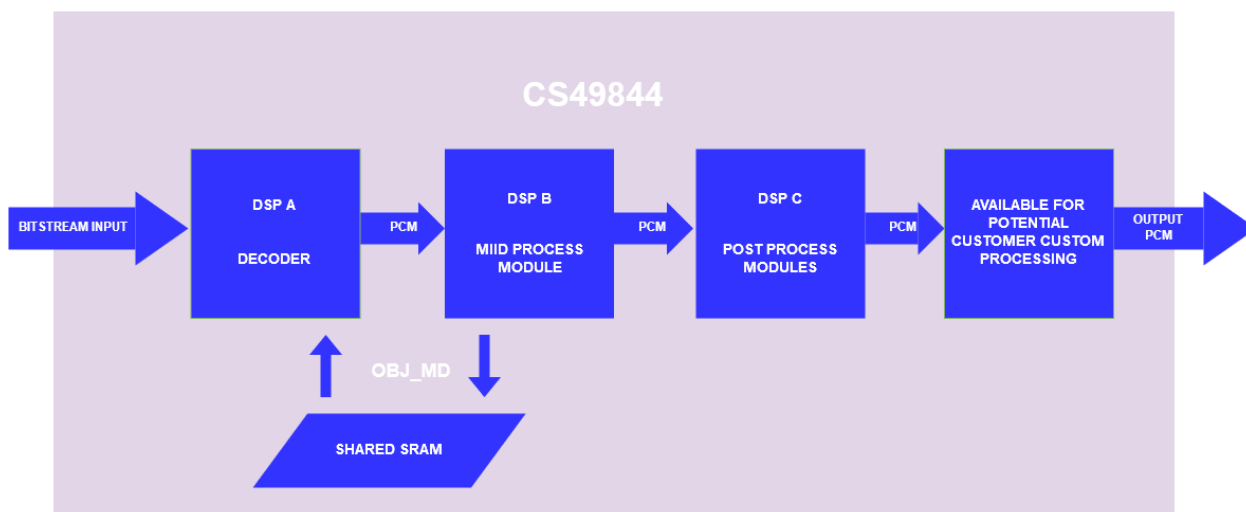 CS49844
BITSTREAM INPUT
DSP A
DECODER
PCM
DSP B
MIID PROCESS
MODULE
PCM
DSP C
POST PROCESS
MODULES
PCM
AVAILABLE FOR
POTENTIAL
CUSTOMER CUSTOM
PROCESSING
OUTPUT
PCM
OBJ_MD
SHARED SRAM